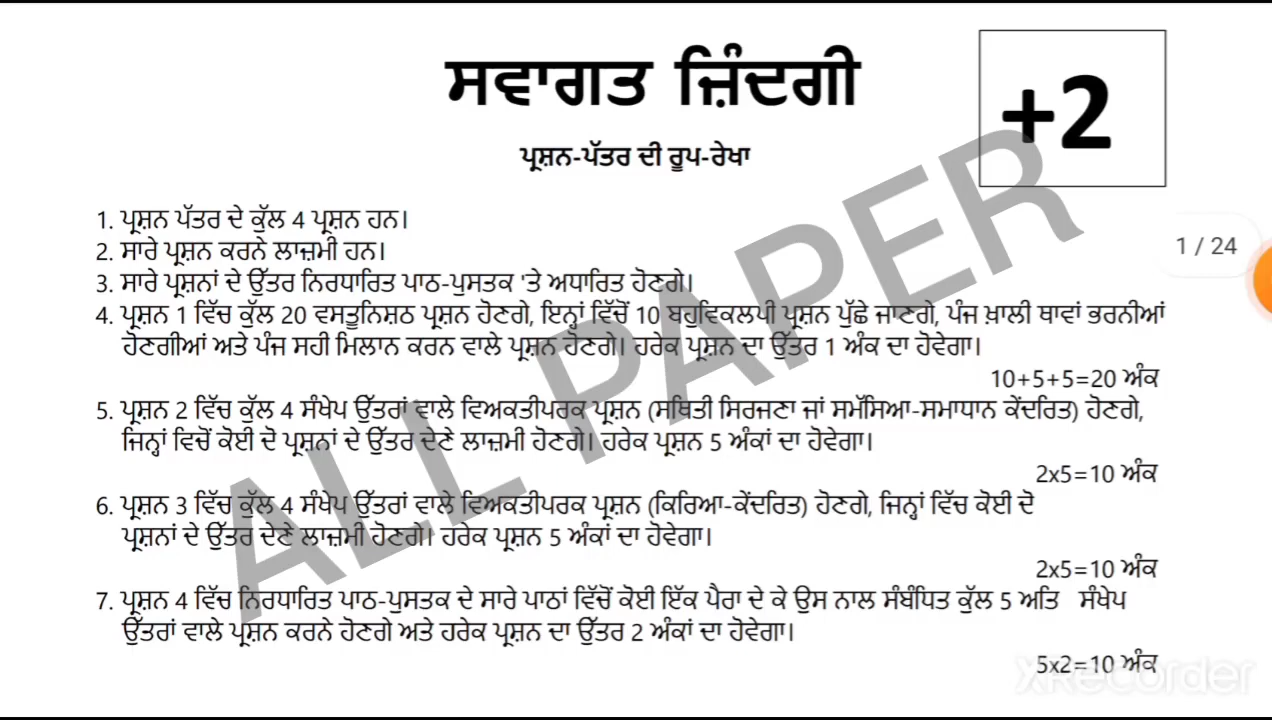 ਸਵਾਗਤ ਜ਼ਿੰਦਗੀ
+2
ਪ੍ਰਸ਼ਨ-ਪੱਤਰ ਦੀ ਰੂਪ-ਰੇਖਾ
1. ਪ੍ਰਸ਼ਨ ਪੱਤਰ ਦੇ ਕੁੱਲ 4 ਪ੍ਰਸ਼ਨ ਹਨ।
2. ਸਾਰੇ ਪ੍ਰਸ਼ਨ ਕਰਨੇ ਲਾਜ਼ਮੀ ਹਨ।
1 / 24
3. ਸਾਰੇ ਪ੍ਰਸ਼ਨਾਂ ਦੇ ਉੱਤਰ ਨਿਰਧਾਰਿਤ ਪਾਠ-ਪੁਸਤਕ 'ਤੇ ਅਧਾਰਿਤ ਹੋਣਗੇ।
4. ਪ੍ਰਸ਼ਨ 1 ਵਿੱਚ ਕੁੱਲ 20 ਵਸਤੂਨਿਸ਼ਠ ਪ੍ਰਸ਼ਨ ਹੋਣਗੇ, ਇਨ੍ਹਾਂ ਵਿੱਚੋਂ 10 ਬਹੁਵਿਕਲਪੀ ਪ੍ਰਸ਼ਨ ਪੁੱਛੇ ਜਾਣਗੇ, ਪੰਜ ਖ਼ਾਲੀ ਥਾਵਾਂ ਭਰਨੀਆਂ
ਹੋਣਗੀਆਂ ਅਤੇ ਪੰਜ ਸਹੀ ਮਿਲਾਨ ਕਰਨ ਵਾਲੇ ਪ੍ਰਸ਼ਨ ਹੋਣਗੇ। ਹਰੇਕ ਪ੍ਰਸ਼ਨ ਦਾ ਉੱਤਰ 1 ਅੰਕ ਦਾ ਹੋਵੇਗਾ।
10+5+5=20 ਅੰਕ
5. ਪ੍ਰਸ਼ਨ 2 ਵਿੱਚ ਕੁੱਲ 4 ਸੰਖੇਪ ਉੱਤਰਾਂ ਵਾਲੇ ਵਿਅਕਤੀਪਰਕ ਪ੍ਰਸ਼ਨ (ਸਥਿਤੀ ਸਿਰਜਣਾ ਜਾਂ ਸਮੱਸਿਆ-ਸਮਾਧਾਨ ਕੇਂਦਰਿਤ) ਹੋਣਗੇ,
ਜਿਨ੍ਹਾਂ ਵਿਚੋਂ ਕੋਈ ਦੋ ਪ੍ਰਸ਼ਨਾਂ ਦੇ ਉੱਤਰ ਦੇਣੇ ਲਾਜ਼ਮੀ ਹੋਣਗੇ। ਹਰੇਕ ਪ੍ਰਸ਼ਨ 5 ਅੰਕਾਂ ਦਾ ਹੋਵੇਗਾ।
2x5=10 ਅੰਕ
6. ਪ੍ਰਸ਼ਨ 3 ਵਿੱਚ ਕੁੱਲ 4 ਸੰਖੇਪ ਉੱਤਰਾਂ ਵਾਲੇ ਵਿਅਕਤੀਪਰਕ ਪ੍ਰਸ਼ਨ (ਕਿਰਿਆ-ਕੇਂਦਰਿਤ) ਹੋਣਗੇ, ਜਿਨ੍ਹਾਂ ਵਿੱਚ ਕੋਈ ਦੋ
ਪ੍ਰਸ਼ਨਾਂ ਦੇ ਉੱਤਰ ਦੇਣੇ ਲਾਜ਼ਮੀ ਹੋਣਗੇ। ਹਰੇਕ ਪ੍ਰਸ਼ਨ 5 ਅੰਕਾਂ ਦਾ ਹੋਵੇਗਾ।
2x5=10 ਅੰਕ
7. ਪ੍ਰਸ਼ਨ 4 ਵਿੱਚ ਨਿਰਧਾਰਿਤ ਪਾਠ-ਪੁਸਤਕ ਦੇ ਸਾਰੇ ਪਾਠਾਂ ਵਿੱਚੋਂ ਕੋਈ ਇੱਕ ਪੈਰਾ ਦੇ ਕੇ ਉਸ ਨਾਲ ਸੰਬੰਧਿਤ ਕੁੱਲ 5 ਅਤਿ ਸੰਖੇਪ
ਉੱਤਰਾਂ ਵਾਲੇ ਪ੍ਰਸ਼ਨ ਕਰਨੇ ਹੋਣਗੇ ਅਤੇ ਹਰੇਕ ਪ੍ਰਸ਼ਨ ਦਾ ਉੱਤਰ 2 ਅੰਕਾਂ ਦਾ ਹੋਵੇਗਾ।
5x2=10 ਅੰਕ
ALL PAPER
XRecorder